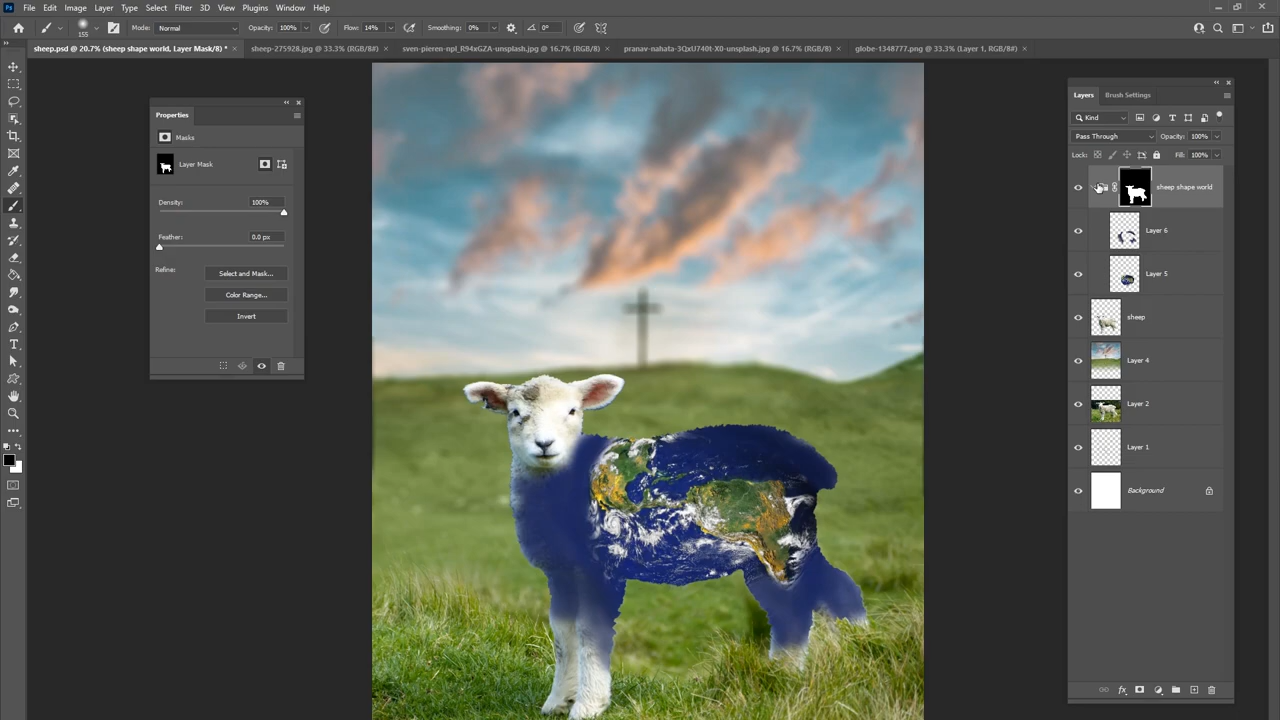 Ps File Edit Image Layer Type Select Filter 3D View Plugins Window Help
155 Mode: Normal Opacity: 100% Flow: 14% Smoothing: 0% 0°
sheep.psd @ 20.7% (sheep shape world, Layer Mask/8) * × sheep-275928.jpg @ 33.3% (RGB/8#) × sven-pieren-npl_R94xGZA-unsplash.jpg @ 16.7% (RGB/8) × pranav-nahata-3QxU740t-X0-unsplash.jpg @ 16.7% (RGB/8) × globe-1348777.png @ 33.3% (Layer 1, RGB/8#) ×
Properties
Masks
Layer Mask
Density: 100%
Feather: 0.0 px
Refine: Select and Mask...
Color Range...
Invert
Layers Brush Settings
Kind
Pass Through Opacity: 100%
Lock: Fill: 100%
sheep shape world
Layer 6
Layer 5
sheep
Layer 4
Layer 2
Layer 1
Background